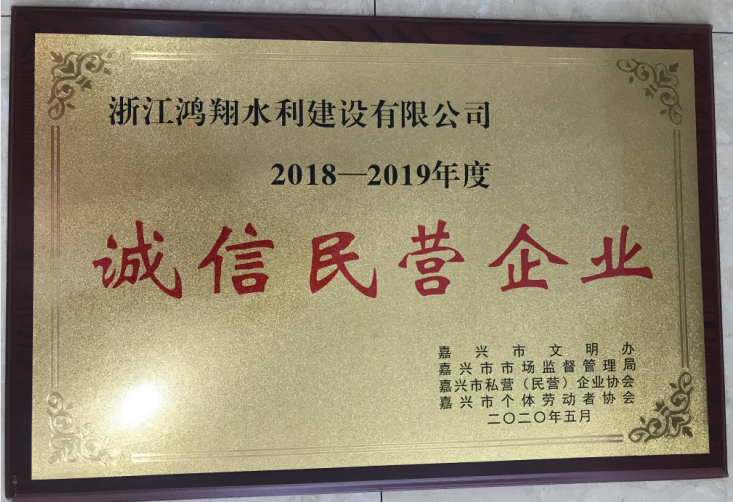 浙江鸿翔水利建设有限公司
2018—2019年度
诚信民营企业
嘉兴市文明办
嘉兴市市场监督管理局
嘉兴市私营（民营）企业协会
嘉兴市个体劳动者协会
二〇二〇年五月